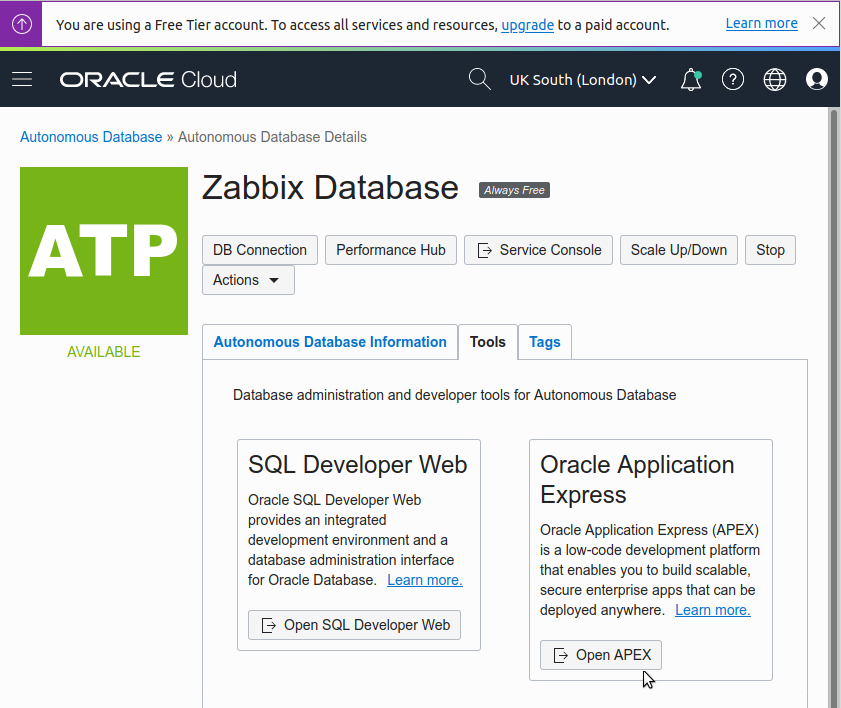 You are using a Free Tier account. To access all services and resources, upgrade to a paid account. Learn more
ORACLE Cloud UK South (London)
Autonomous Database » Autonomous Database Details
ATP
AVAILABLE
Zabbix Database Always Free
DB Connection Performance Hub Service Console Scale Up/Down Stop
Actions
Autonomous Database Information Tools Tags
Database administration and developer tools for Autonomous Database
SQL Developer Web
Oracle SQL Developer Web
provides an integrated
development environment and a
database administration interface
for Oracle Database. Learn more.
Open SQL Developer Web
Oracle Application
Express
Oracle Application Express (APEX)
is a low-code development platform
that enables you to build scalable,
secure enterprise apps that can be
deployed anywhere. Learn more.
Open APEX